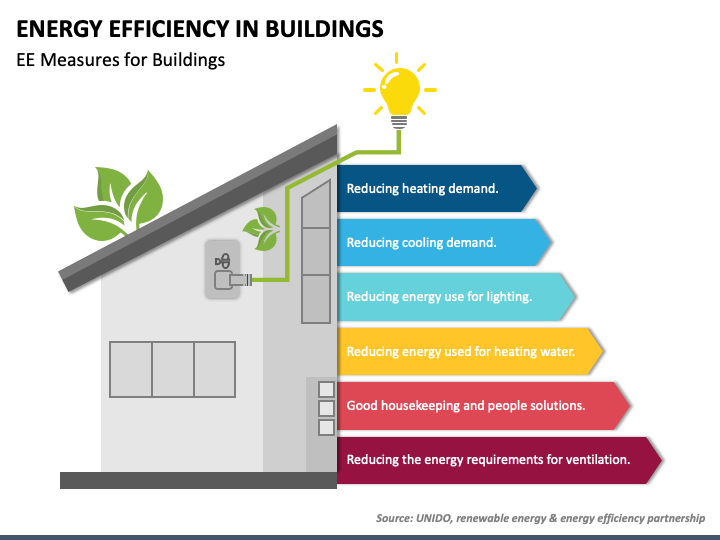 ENERGY EFFICIENCY IN BUILDINGS
EE Measures for Buildings
Reducing heating demand.
Reducing cooling demand.
Reducing energy use for lighting.
Reducing energy used for heating water.
Good housekeeping and people solutions.
Reducing the energy requirements for ventilation.
Source: UNIDO, renewable energy & energy efficiency partnership